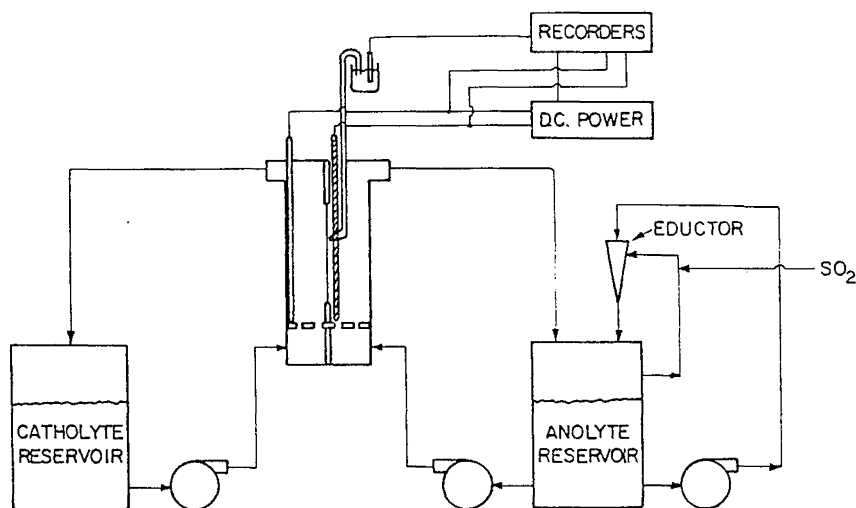 RECORDERS
D.C. POWER
EDUCTOR
SO2
CATHOLYTE
RESERVOIR
ANOLYTE
RESERVOIR